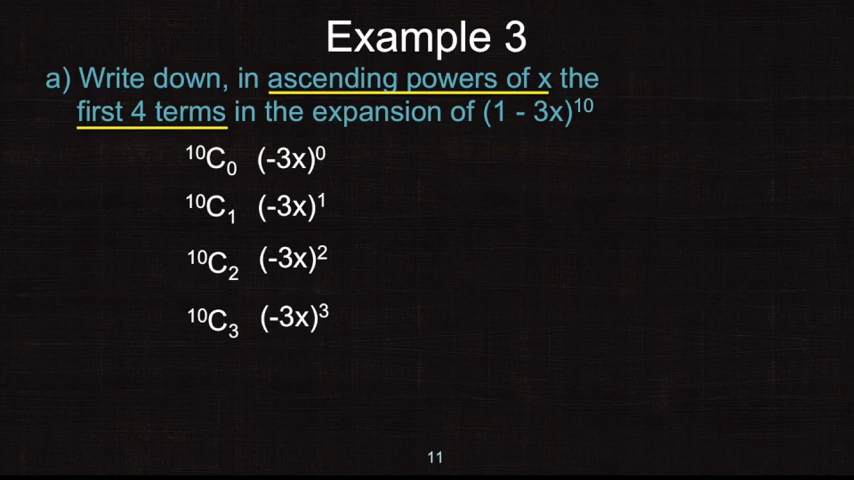 Example 3
a) Write down, in ascending powers of x the
first 4 terms in the expansion of (1 - 3x)¹⁰
¹⁰C₀ (-3x)⁰
¹⁰C₁ (-3x)¹
¹⁰C₂ (-3x)²
¹⁰C₃ (-3x)³
11